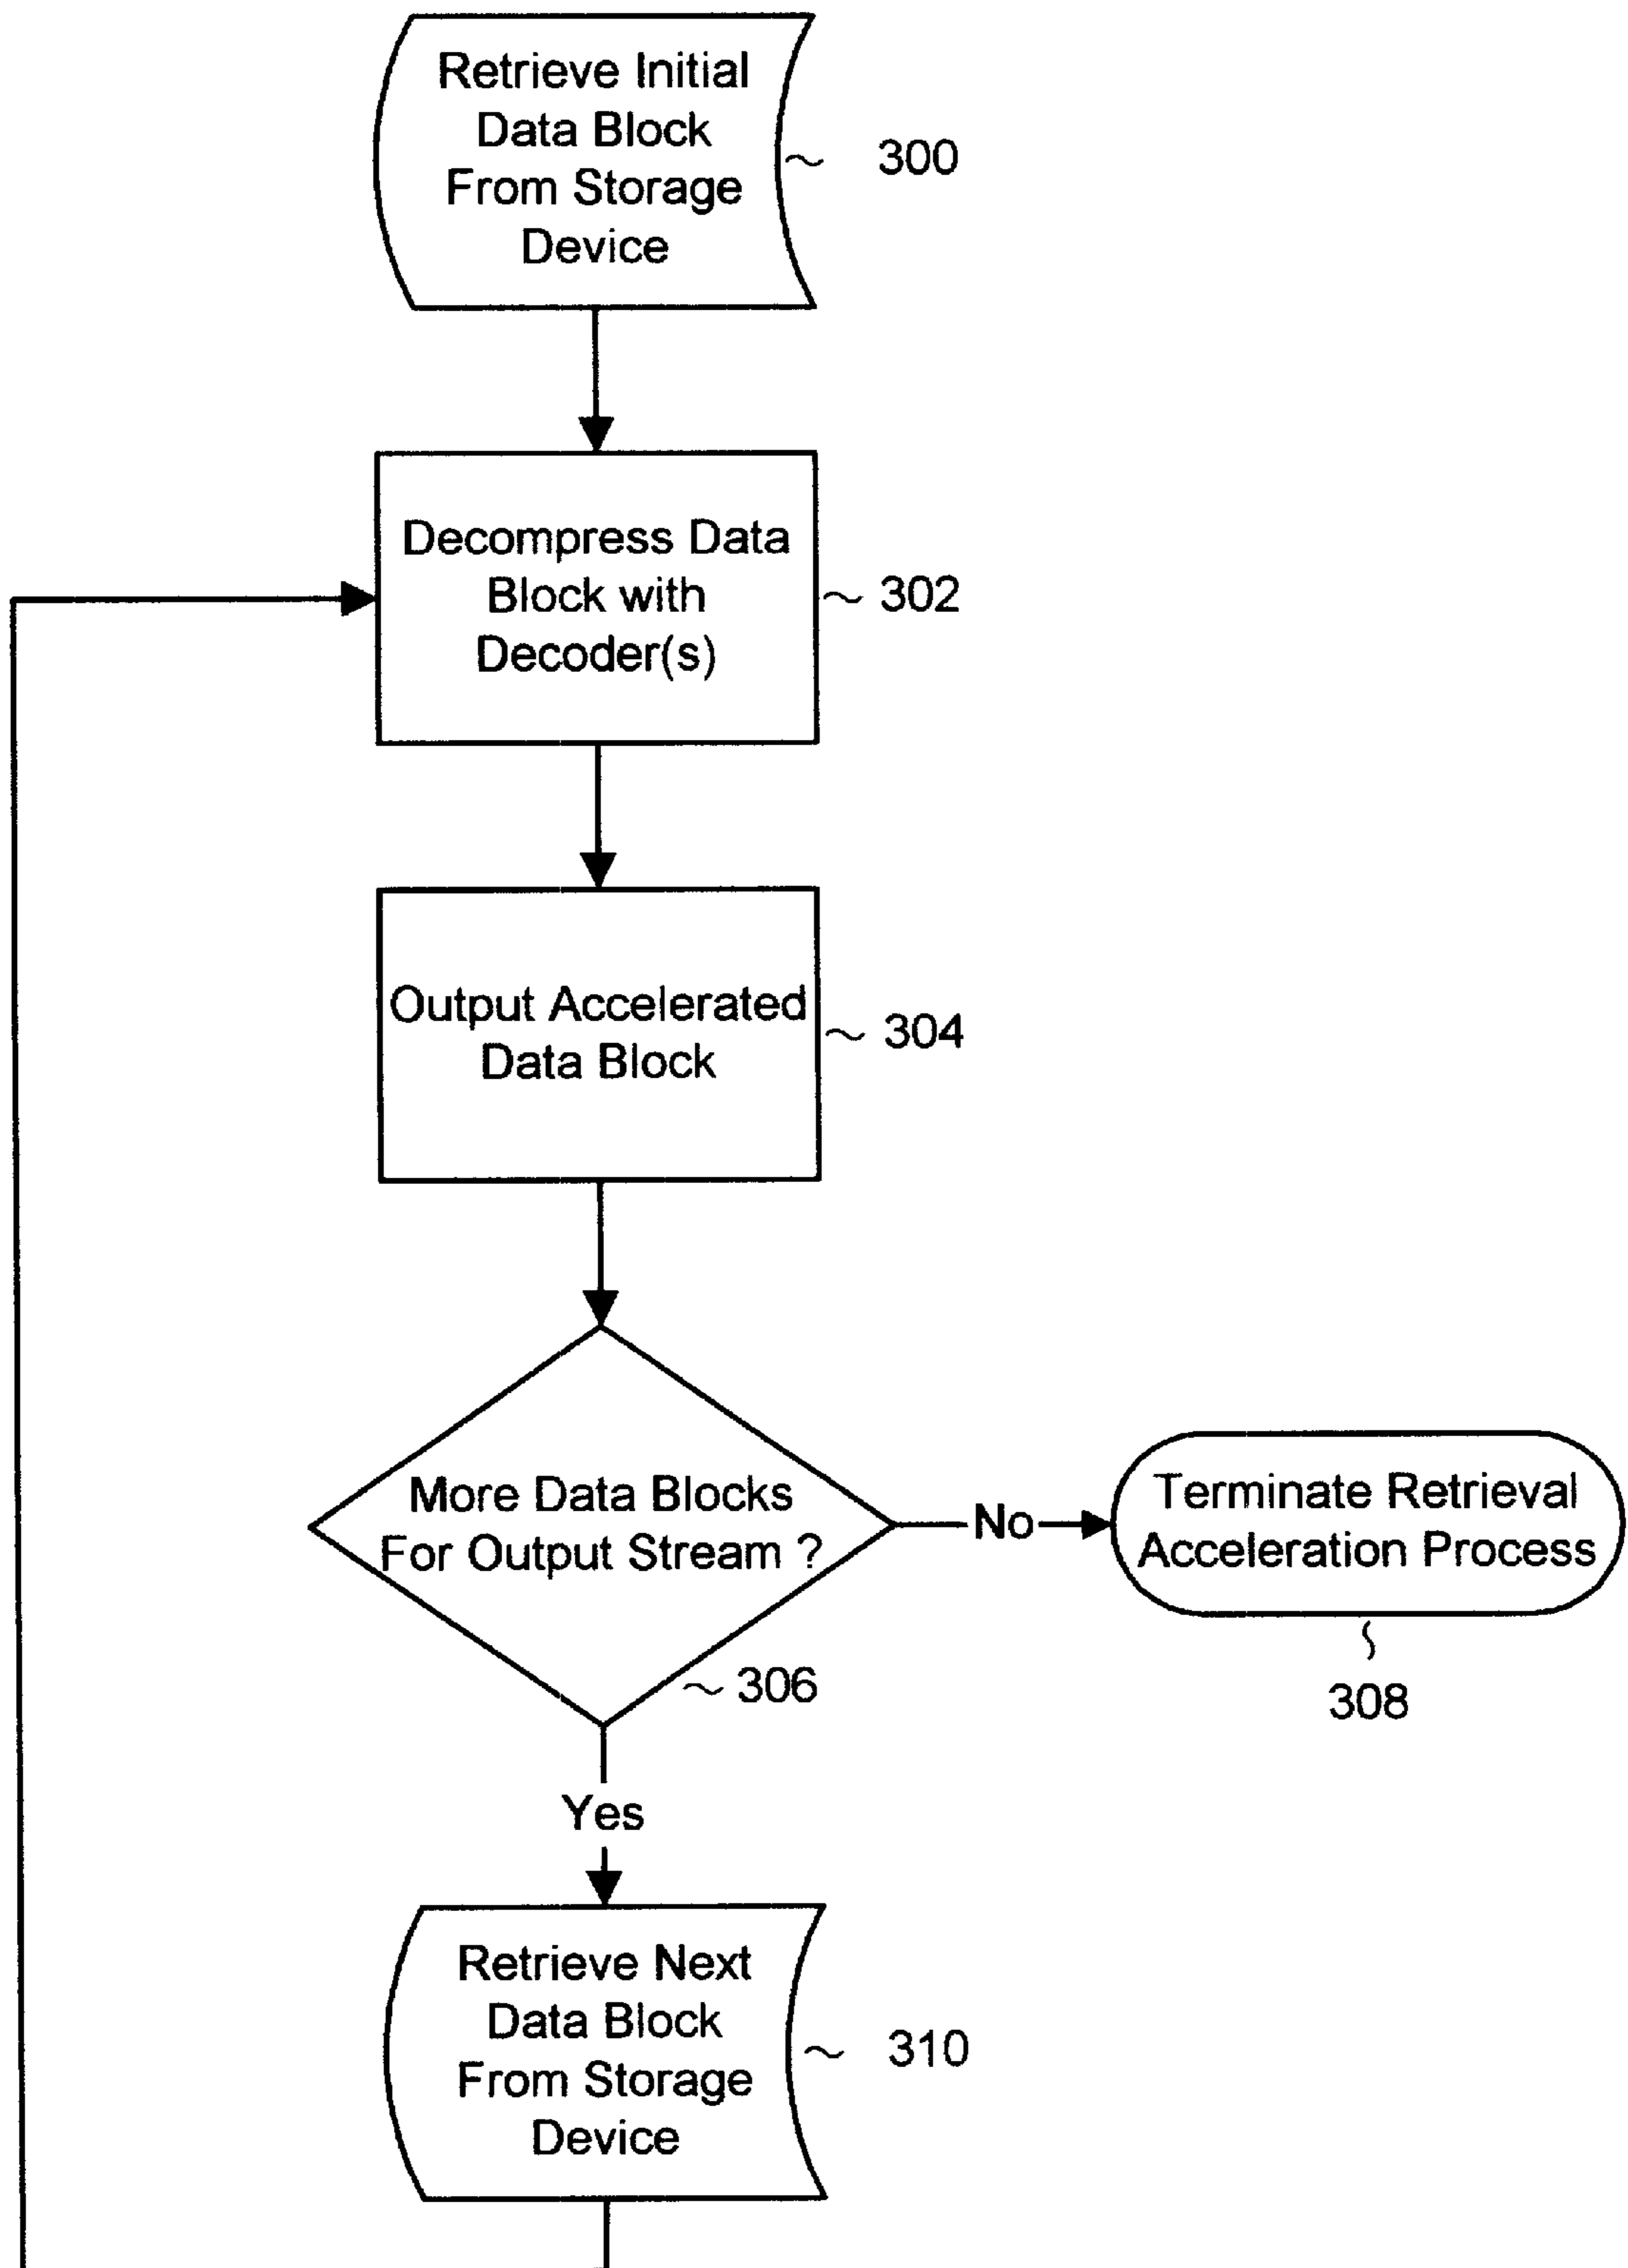 Retrieve Initial
Data Block
From Storage
Device
300
Decompress Data
Block with
Decoder(s)
302
Output Accelerated
Data Block
304
More Data Blocks
For Output Stream ?
306
No
Terminate Retrieval
Acceleration Process
308
Yes
Retrieve Next
Data Block
From Storage
Device
310